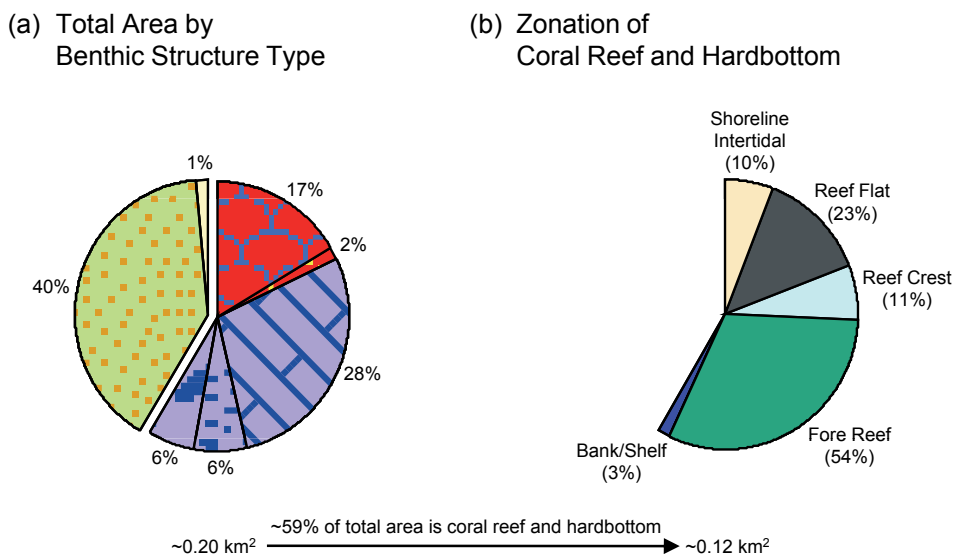 (a) Total Area by
Benthic Structure Type
(b) Zonation of
Coral Reef and Hardbottom
1%
17%
2%
40%
28%
6%
6%
Shoreline
Intertidal
(10%)
Reef Flat
(23%)
Reef Crest
(11%)
Fore Reef
(54%)
Bank/Shelf
(3%)
~59% of total area is coral reef and hardbottom
~0.20 km²
~0.12 km²